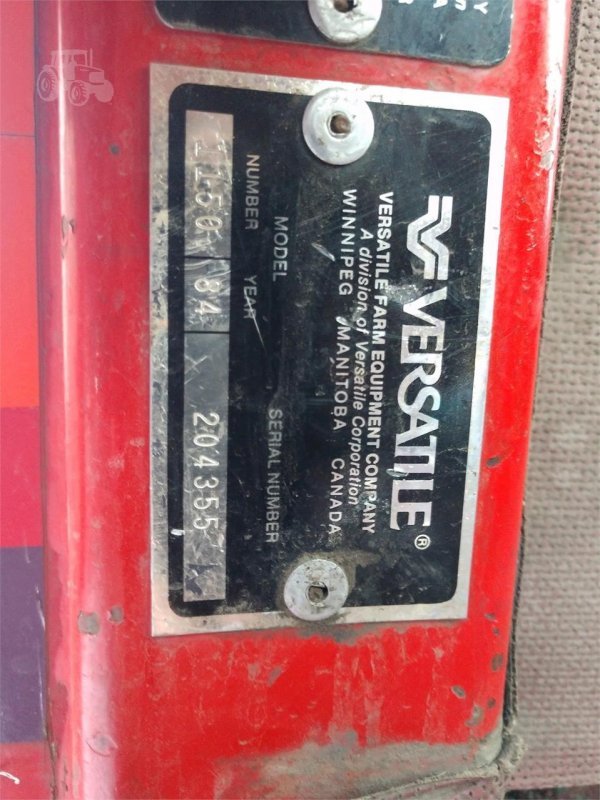 VERSATILE®
VERSATILE FARM EQUIPMENT COMPANY
A division of Versatile Corporation
WINNIPEG MANITOBA CANADA
MODEL SERIAL NUMBER
NUMBER YEAR
1150 84 204355